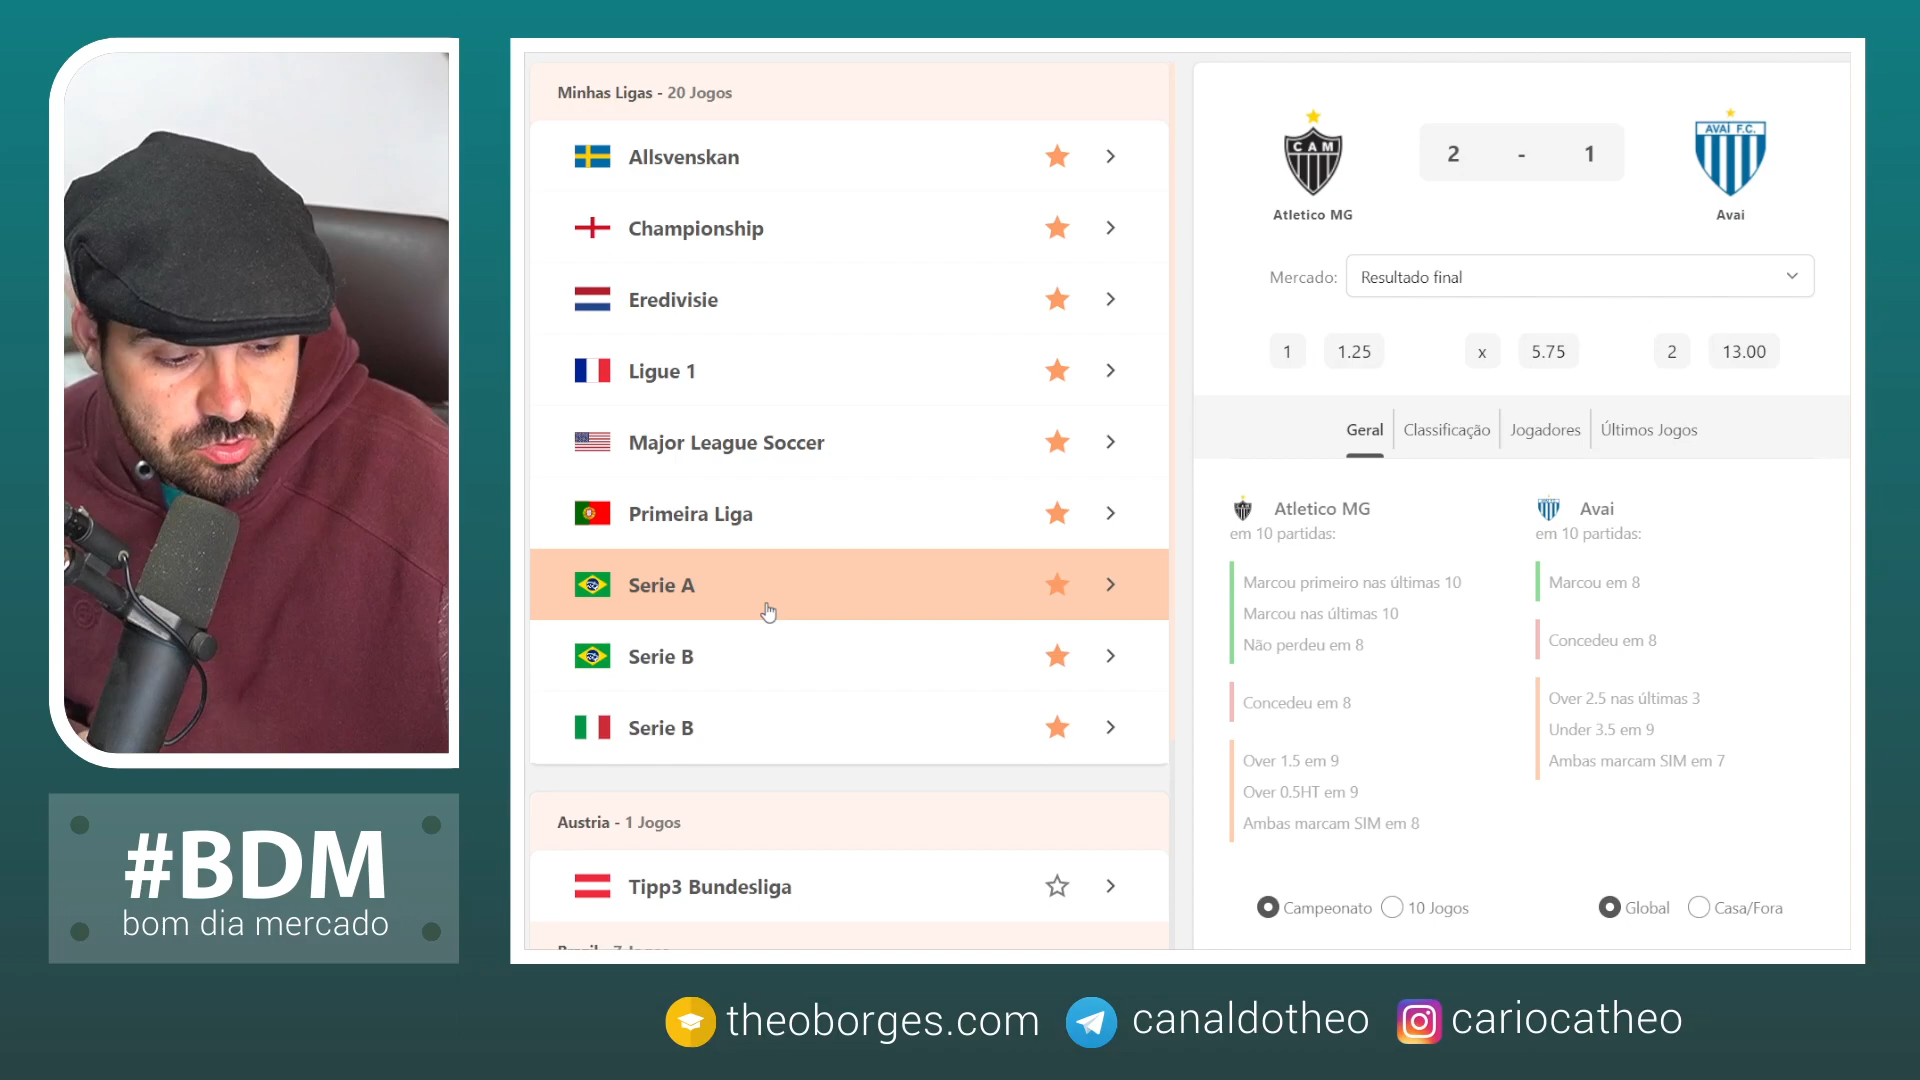 Minhas Ligas - 20 Jogos
Allsvenskan
Championship
Eredivisie
Ligue 1
Major League Soccer
Primeira Liga
Serie A
Serie B
Serie B
Austria - 1 Jogos
Tipp3 Bundesliga
CAM
2 - 1
AVAÍ F.C.
Atletico MG
Avai
Mercado: Resultado final
1 1.25 x 5.75 2 13.00
Geral Classificação Jogadores Últimos Jogos
Atletico MG
em 10 partidas:
Marcou primeiro nas últimas 10
Marcou nas últimas 10
Não perdeu em 8
Concedeu em 8
Over 1.5 em 9
Over 0.5HT em 9
Ambas marcam SIM em 8
Avai
em 10 partidas:
Marcou em 8
Concedeu em 8
Over 2.5 nas últimas 3
Under 3.5 em 9
Ambas marcam SIM em 7
Campeonato 10 Jogos Global Casa/Fora
#BDM
bom dia mercado
theoborges.com canaldotheo cariocatheo